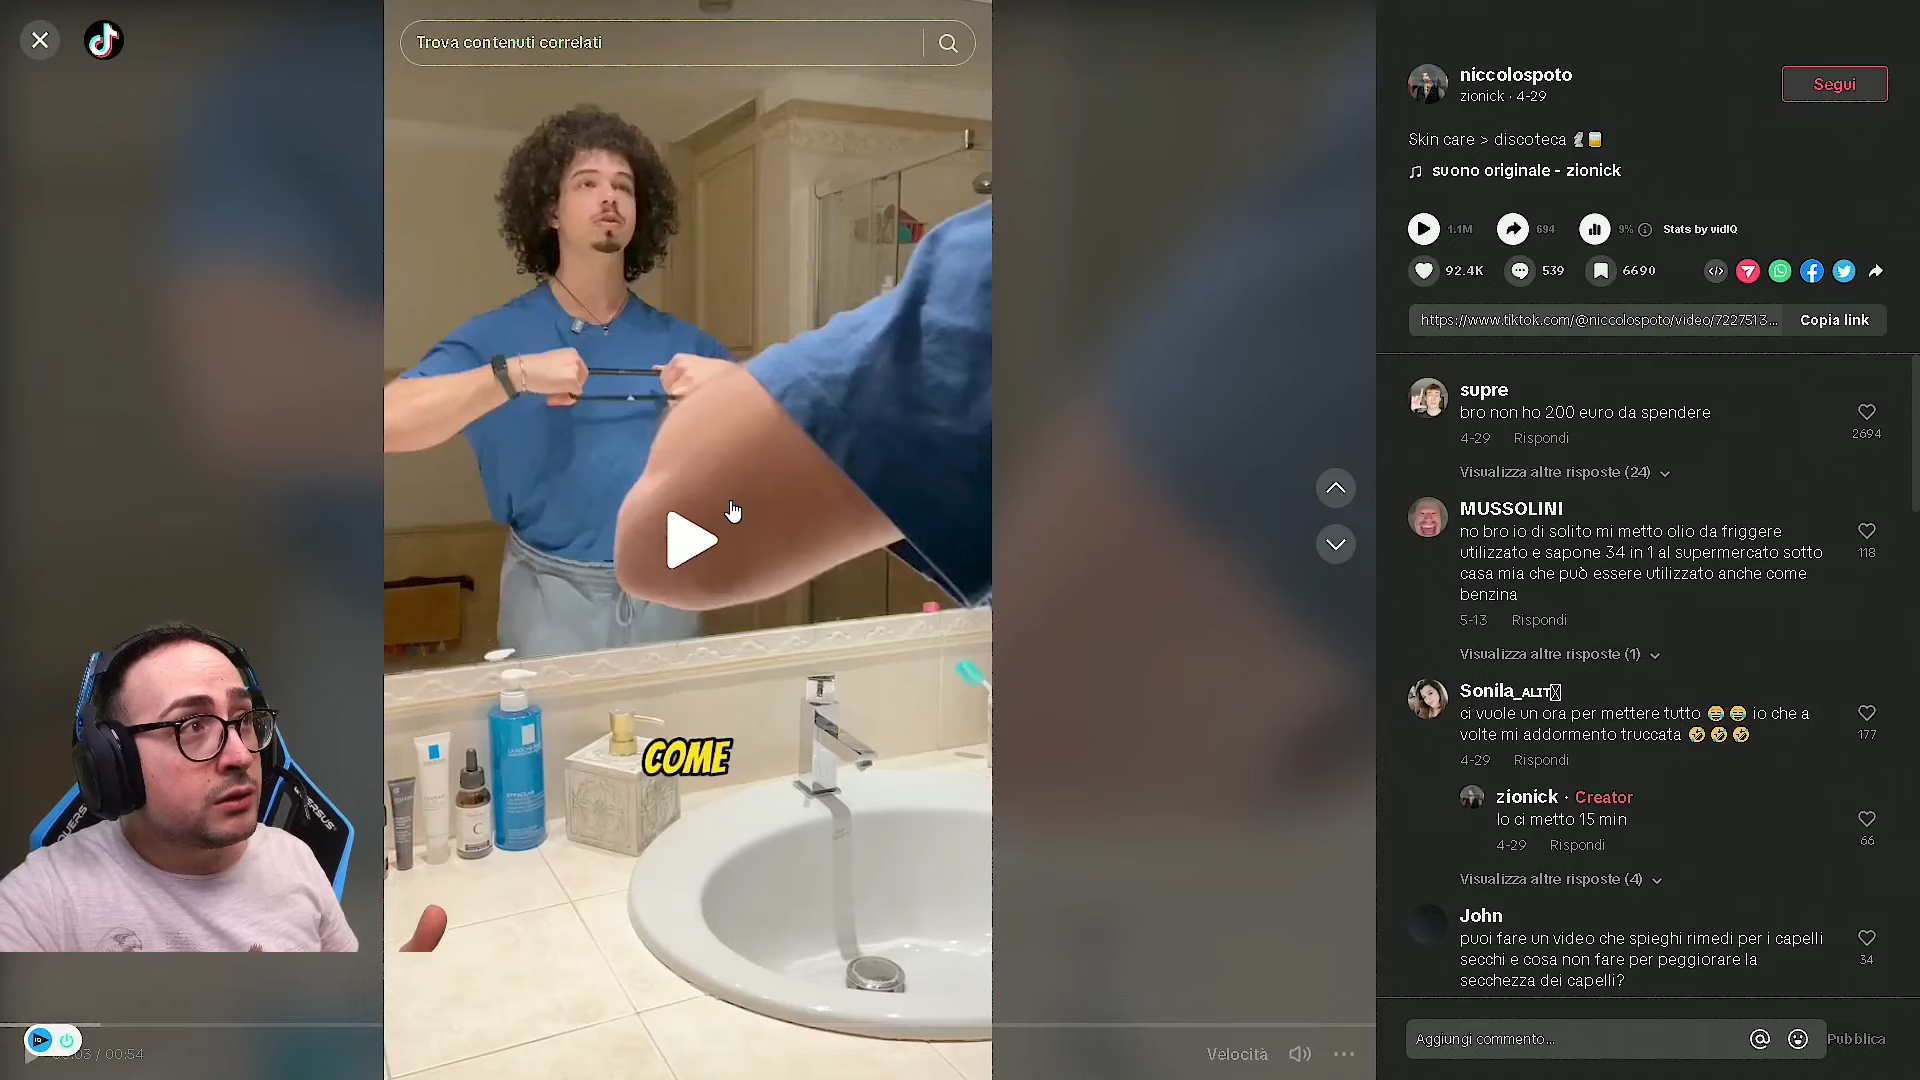 Trova contenuti correlati
COME
EFFACLAR
C
03 / 00:54
Velocità
niccolospoto
zionick · 4-29
Segui
Skin care > discoteca
suono originale - zionick
1.1M
694
9%
Stats by vidIQ
92.4K
539
6690
https://www.tiktok.com/@niccolospoto/video/7227513...
Copia link
supre
bro non ho 200 euro da spendere
2694
4-29 Rispondi
Visualizza altre risposte (24)
MUSSOLINI
no bro io di solito mi metto olio da friggere
utilizzato e sapone 34 in 1 al supermercato sotto
casa mia che può essere utilizzato anche come
benzina
118
5-13 Rispondi
Visualizza altre risposte (1)
Sonila_ᴀʟɪᴛ
ci vuole un ora per mettere tutto 😂 😂 io che a
volte mi addormento truccata 🤣 🤣 🤣
177
4-29 Rispondi
zionick · Creator
Io ci metto 15 min
66
4-29 Rispondi
Visualizza altre risposte (4)
John
puoi fare un video che spieghi rimedi per i capelli
secchi e cosa non fare per peggiorare la
secchezza dei capelli?
34
Aggiungi commento...
Pubblica